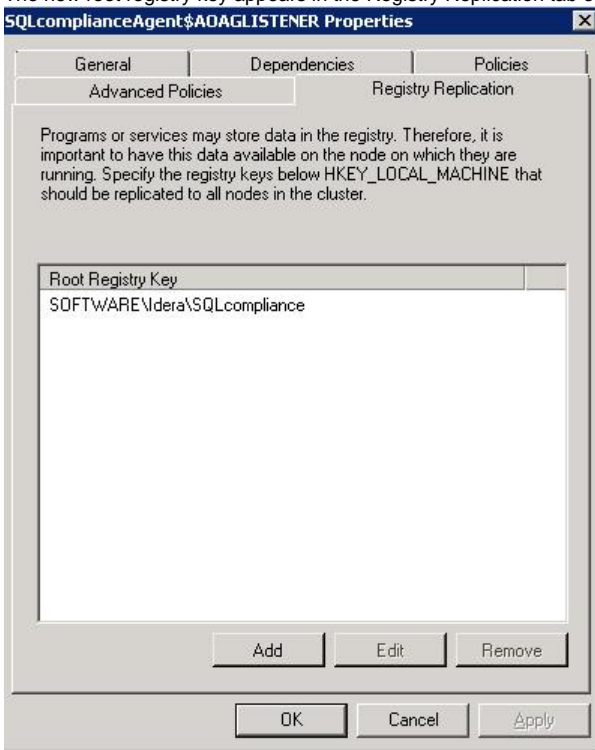 The new root registry key appears in the Registry Replication tab
SQLcomplianceAgent$AOAGLISTENER Properties
General
Dependencies
Policies
Advanced Policies
Registry Replication
Programs or services may store data in the registry. Therefore, it is
important to have this data available on the node on which they are
running. Specify the registry keys below HKEY_LOCAL_MACHINE that
should be replicated to all nodes in the cluster.
Root Registry Key
SOFTWARE\Idera\SQLcompliance
Add
Edit
Remove
OK
Cancel
Apply